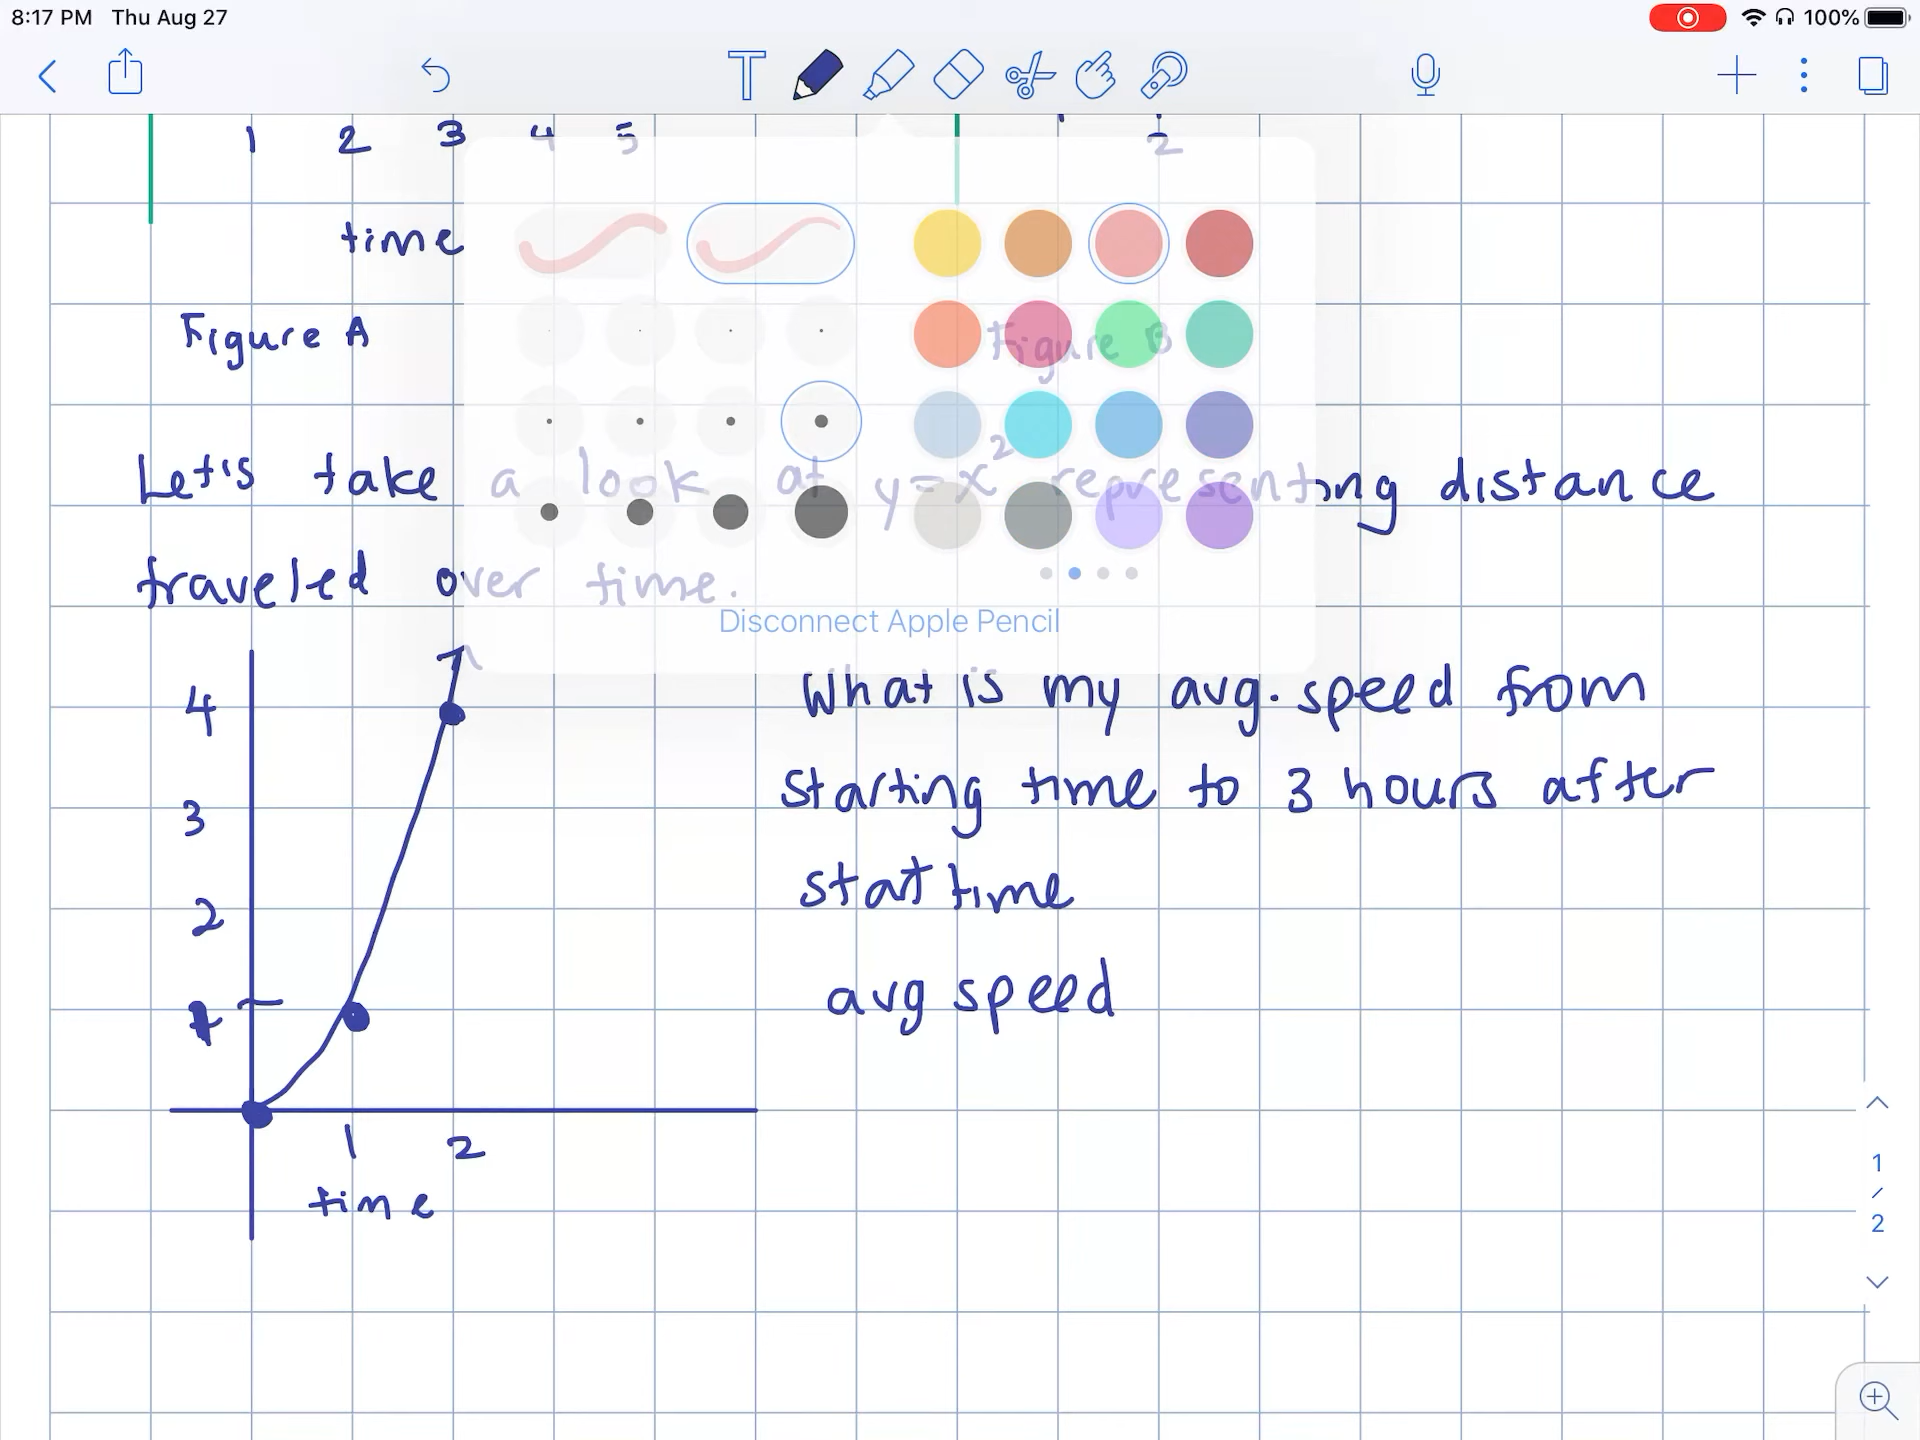 8:17 PM Thu Aug 27
100%
1 2 3 4 5
2
time
Figure A
Figure B
Let's take a look at y=x² representing distance
traveled over time.
Disconnect Apple Pencil
What is my avg. speed from
starting time to 3 hours after
start time
avg speed
4
3
2
1
1 2
time
1
/
2